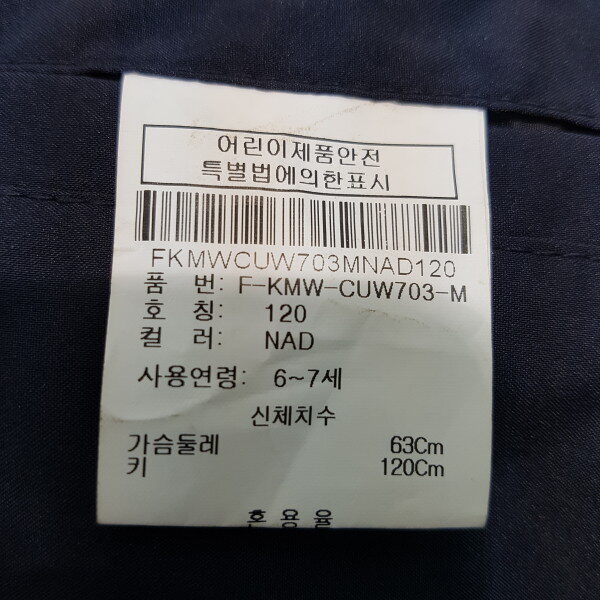 어린이제품안전
특별법에의한표시
FKMWCUW703MNAD120
품 번: F-KMW-CUW703-M
호 칭: 120
컬 러: NAD
사용연령: 6~7세
신체치수
가슴둘레 63Cm
키 120Cm
혼용율